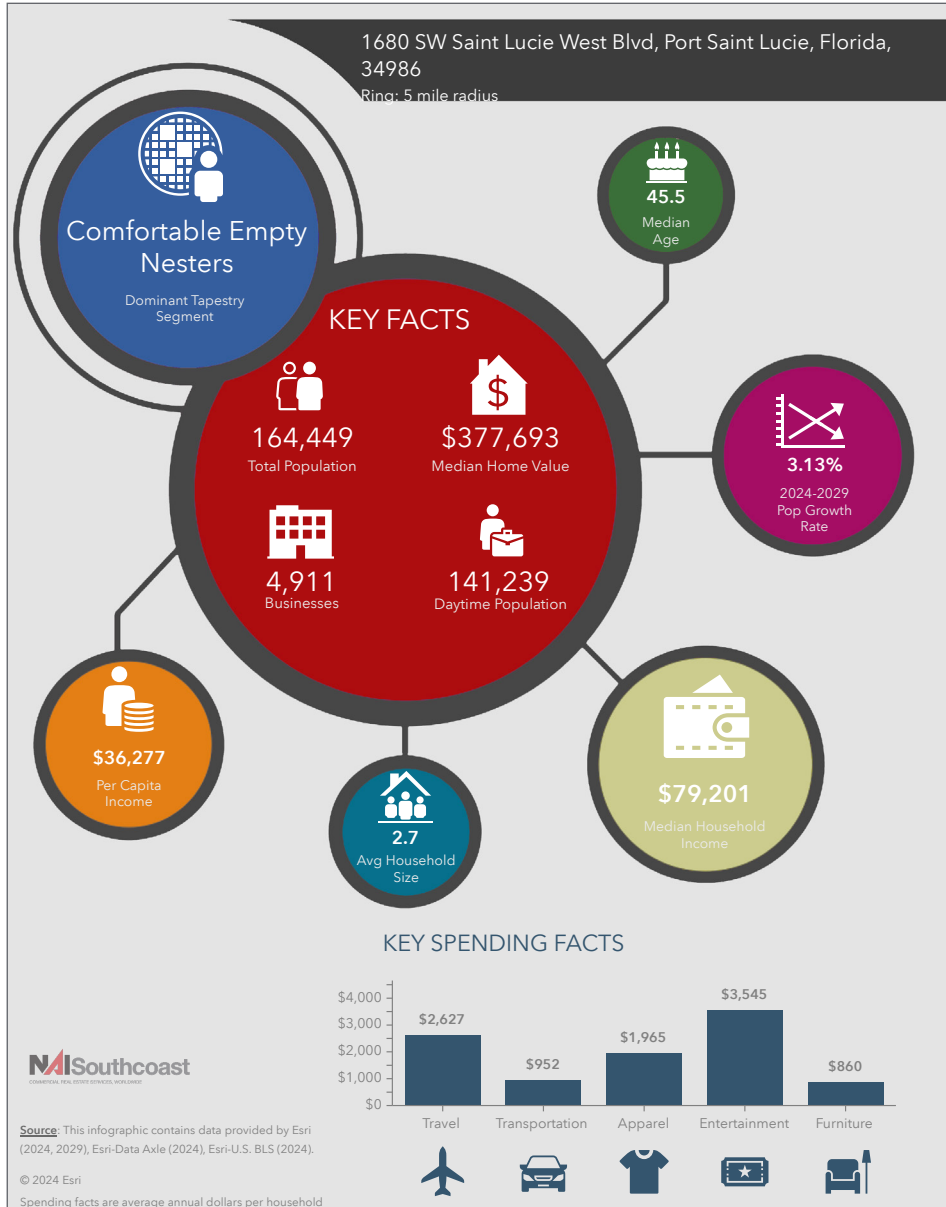 1680 SW Saint Lucie West Blvd, Port Saint Lucie, Florida,
34986
Ring: 5 mile radius
Comfortable Empty
Nesters
Dominant Tapestry
Segment
45.5
Median
Age
KEY FACTS
164,449
Total Population
$377,693
Median Home Value
4,911
Businesses
141,239
Daytime Population
3.13%
2024-2029
Pop Growth
Rate
$36,277
Per Capita
Income
2.7
Avg Household
Size
$79,201
Median Household
Income
KEY SPENDING FACTS
$4,000
$3,000
$2,000
$1,000
$0
$2,627
$952
$1,965
$3,545
$860
Travel
Transportation
Apparel
Entertainment
Furniture
NAISouthcoast
COMMERCIAL REAL ESTATE SERVICES, WORLDWIDE
Source: This infographic contains data provided by Esri
(2024, 2029), Esri-Data Axle (2024), Esri-U.S. BLS (2024).
© 2024 Esri
Spending facts are average annual dollars per household